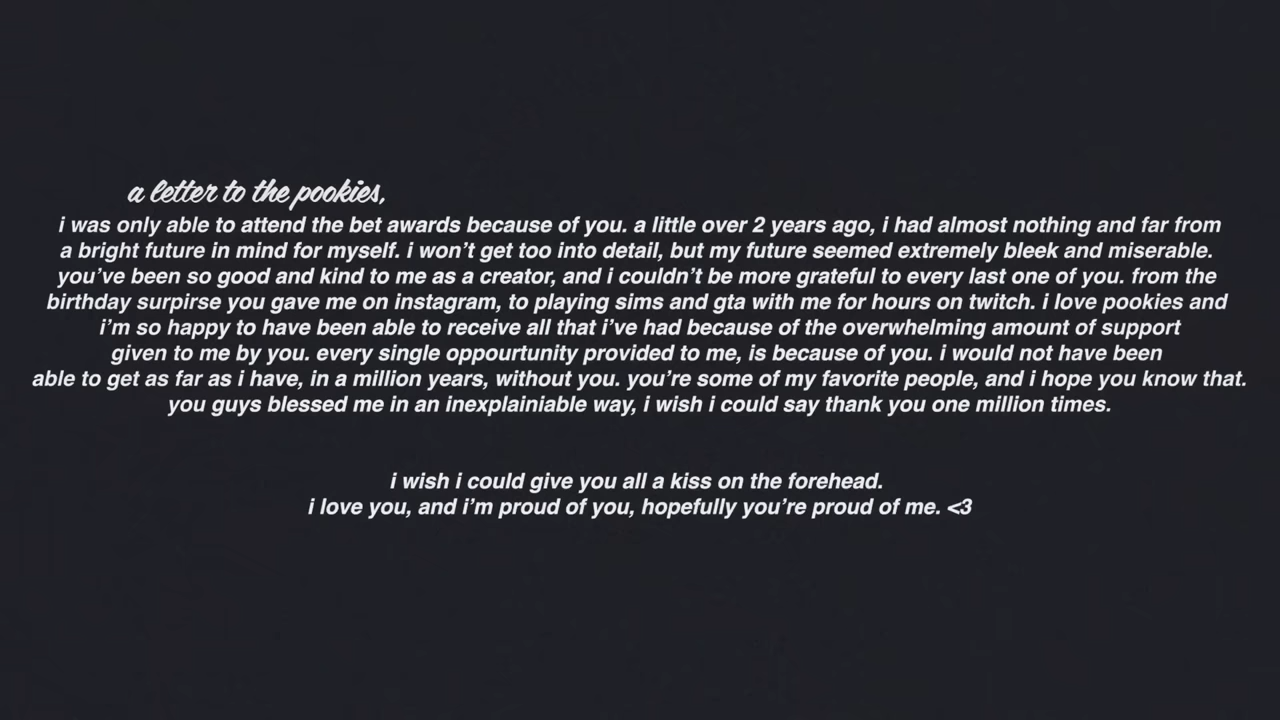 a letter to the pookies,
i was only able to attend the bet awards because of you. a little over 2 years ago, i had almost nothing and far from
a bright future in mind for myself. i won't get too into detail, but my future seemed extremely bleek and miserable.
you've been so good and kind to me as a creator, and i couldn't be more grateful to every last one of you. from the
birthday surpirse you gave me on instagram, to playing sims and gta with me for hours on twitch. i love pookies and
i'm so happy to have been able to receive all that i've had because of the overwhelming amount of support
given to me by you. every single oppourtunity provided to me, is because of you. i would not have been
able to get as far as i have, in a million years, without you. you're some of my favorite people, and i hope you know that.
you guys blessed me in an inexplainiable way, i wish i could say thank you one million times.
i wish i could give you all a kiss on the forehead.
i love you, and i'm proud of you, hopefully you're proud of me. <3